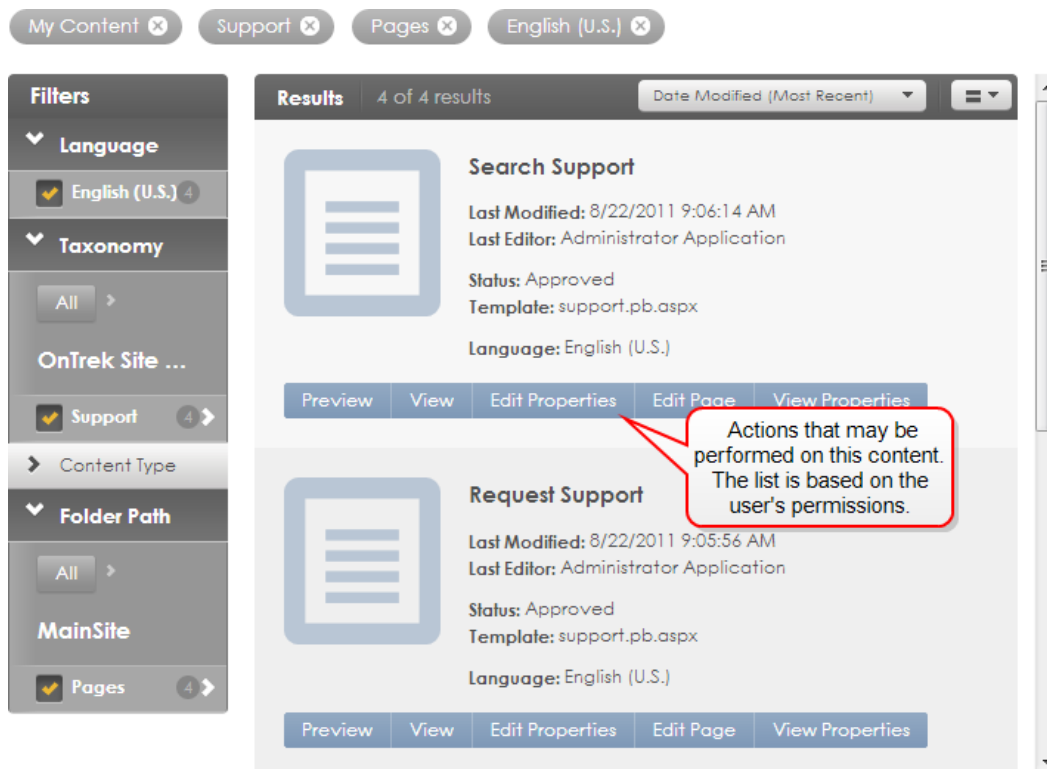 My Content
Support
Pages
English (U.S.)
Filters
Language
English (U.S.) 4
Taxonomy
All
OnTrek Site ...
Support 4
Content Type
Folder Path
All
MainSite
Pages 4
Results 4 of 4 results Date Modified (Most Recent)
Search Support
Last Modified: 8/22/2011 9:06:14 AM
Last Editor: Administrator Application
Status: Approved
Template: support.pb.aspx
Language: English (U.S.)
Preview View Edit Properties Edit Page View Properties
Actions that may be
performed on this content.
The list is based on the
user's permissions.
Request Support
Last Modified: 8/22/2011 9:05:56 AM
Last Editor: Administrator Application
Status: Approved
Template: support.pb.aspx
Language: English (U.S.)
Preview View Edit Properties Edit Page View Properties